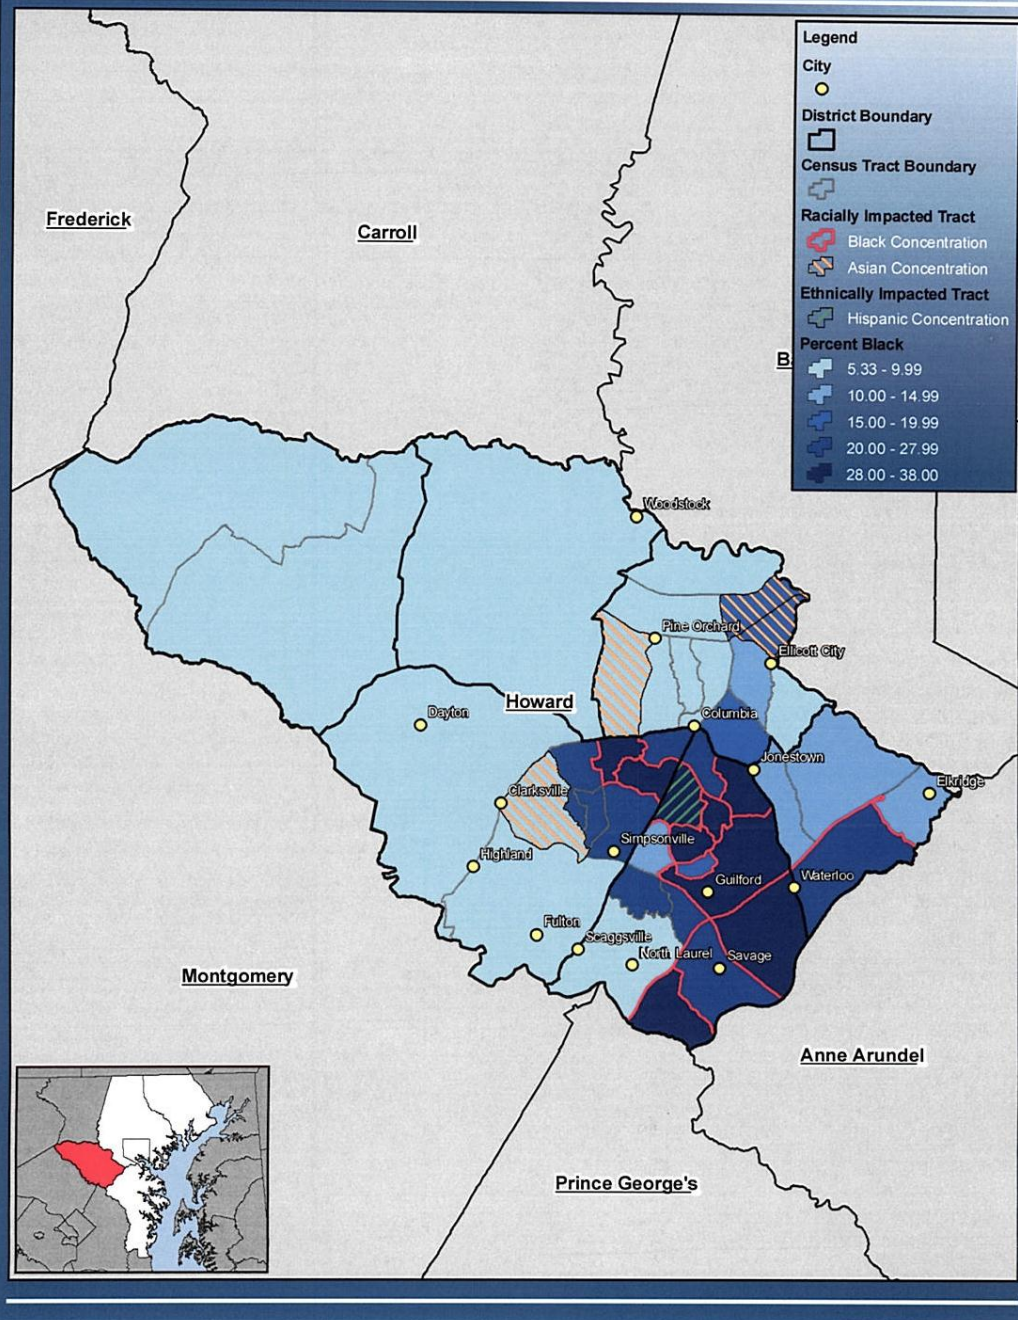 Legend
City
District Boundary
Census Tract Boundary
Racially Impacted Tract
Black Concentration
Asian Concentration
Ethnically Impacted Tract
Hispanic Concentration
Percent Black
5.33 - 9.99
10.00 - 14.99
15.00 - 19.99
20.00 - 27.99
28.00 - 38.00
Frederick
Carroll
B
Woodstock
Pine Orchard
Ellicott City
Howard
Dayton
Columbia
Jonestown
Clarksville
Elkridge
Simpsonville
Highland
Guilford
Waterloo
Fulton
Scaggsville
North Laurel
Savage
Montgomery
Anne Arundel
Prince George's